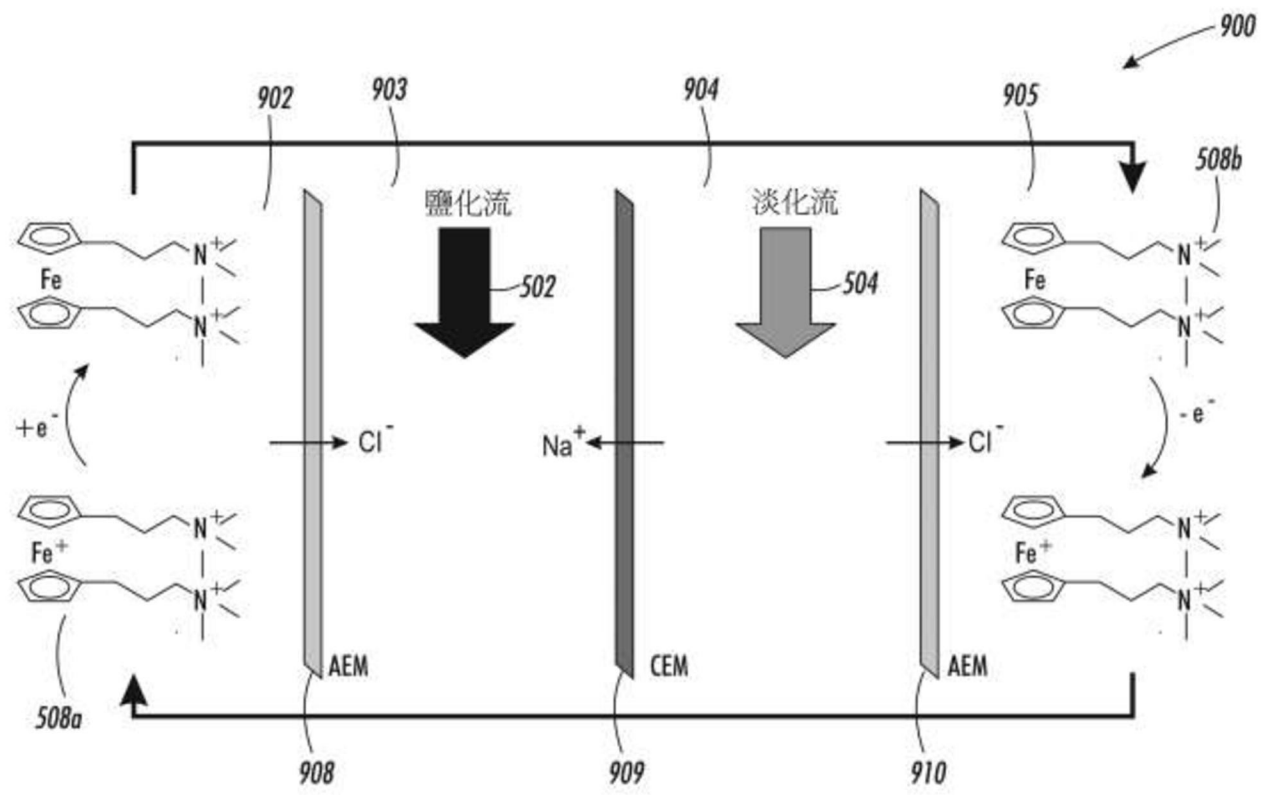 900
902
903
904
905
508b
鹽化流
淡化流
502
504
N+
Fe
N+
N+
Fe
N+
+e-
-e-
Cl-
Na+
Cl-
N+
Fe+
N+
N+
Fe+
N+
AEM
CEM
AEM
508a
908
909
910